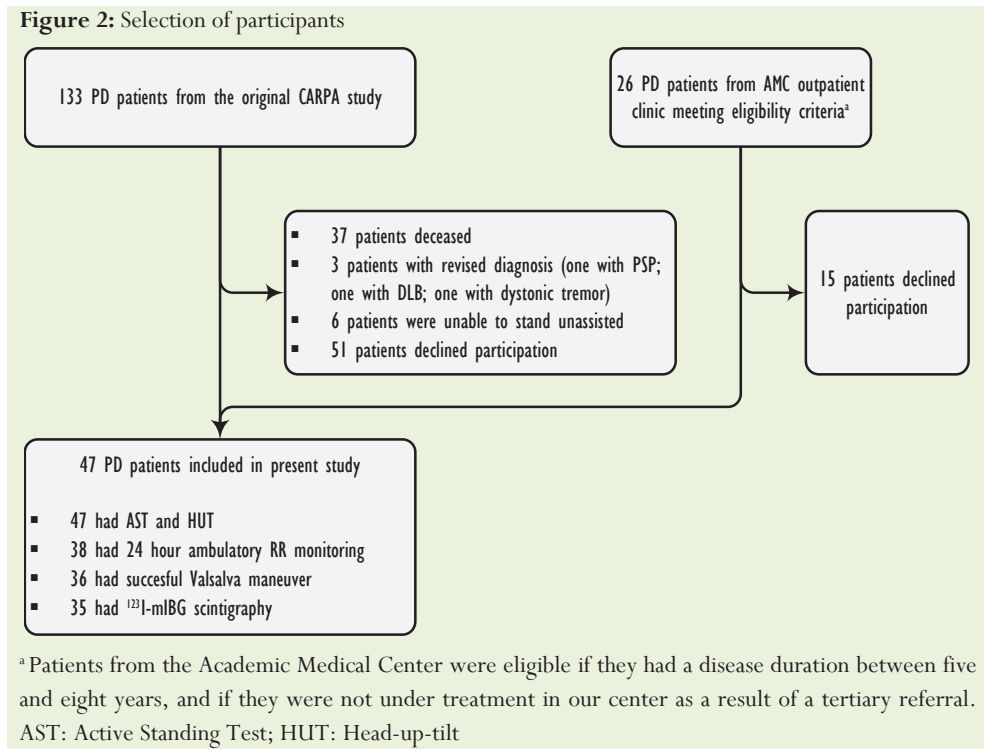 Figure 2: Selection of participants
133 PD patients from the original CARPA study
26 PD patients from AMC outpatient
clinic meeting eligibility criteriaᵃ
▪ 37 patients deceased
▪ 3 patients with revised diagnosis (one with PSP;
one with DLB; one with dystonic tremor)
▪ 6 patients were unable to stand unassisted
▪ 51 patients declined participation
15 patients declined
participation
47 PD patients included in present study
▪ 47 had AST and HUT
▪ 38 had 24 hour ambulatory RR monitoring
▪ 36 had succesful Valsalva maneuver
▪ 35 had ¹²³I-mIBG scintigraphy
ᵃ Patients from the Academic Medical Center were eligible if they had a disease duration between five
and eight years, and if they were not under treatment in our center as a result of a tertiary referral.
AST: Active Standing Test; HUT: Head-up-tilt